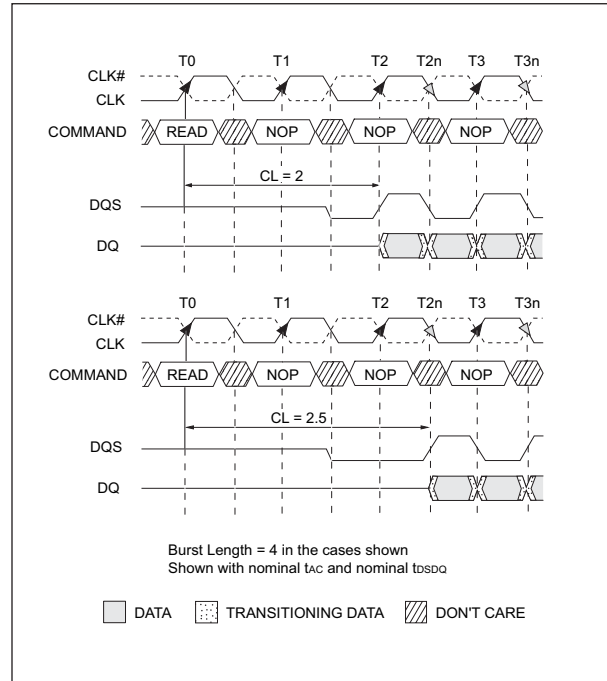 T0 T1 T2 T2n T3 T3n
CLK#
CLK
COMMAND READ NOP NOP NOP
CL = 2
DQS
DQ
T0 T1 T2 T2n T3 T3n
CLK#
CLK
COMMAND READ NOP NOP NOP
CL = 2.5
DQS
DQ
Burst Length = 4 in the cases shown
Shown with nominal tAC and nominal tDSDQ
DATA TRANSITIONING DATA DON'T CARE